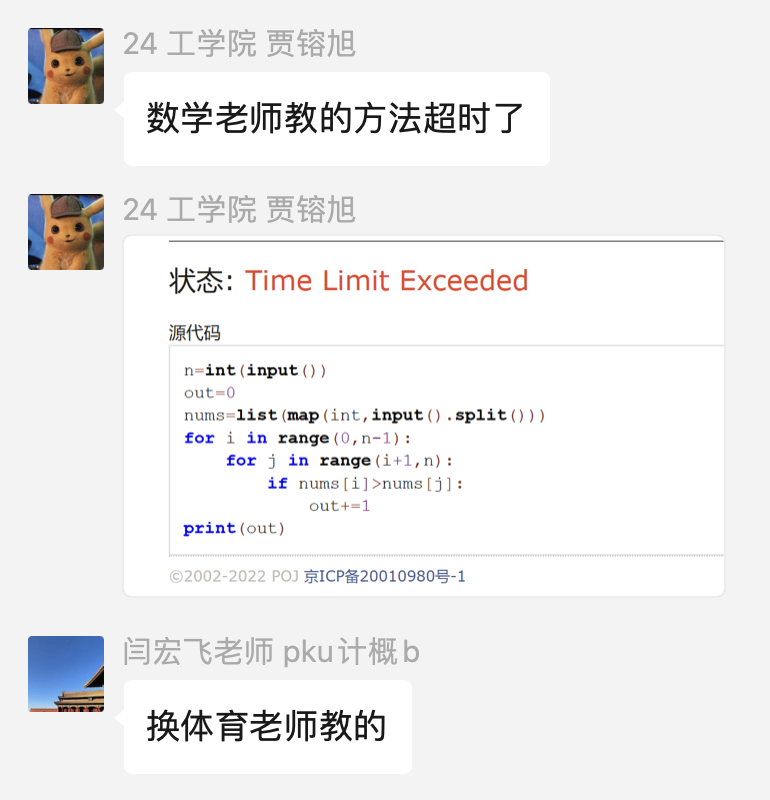 24 工学院 贾镕旭
数学老师教的方法超时了
24 工学院 贾镕旭
状态: Time Limit Exceeded
源代码
n=int(input())
out=0
nums=list(map(int,input().split()))
for i in range(0,n-1):
    for j in range(i+1,n):
        if nums[i]>nums[j]:
            out+=1
print(out)
©2002-2022 POJ 京ICP备20010980号-1
闫宏飞老师 pku计概b
换体育老师教的